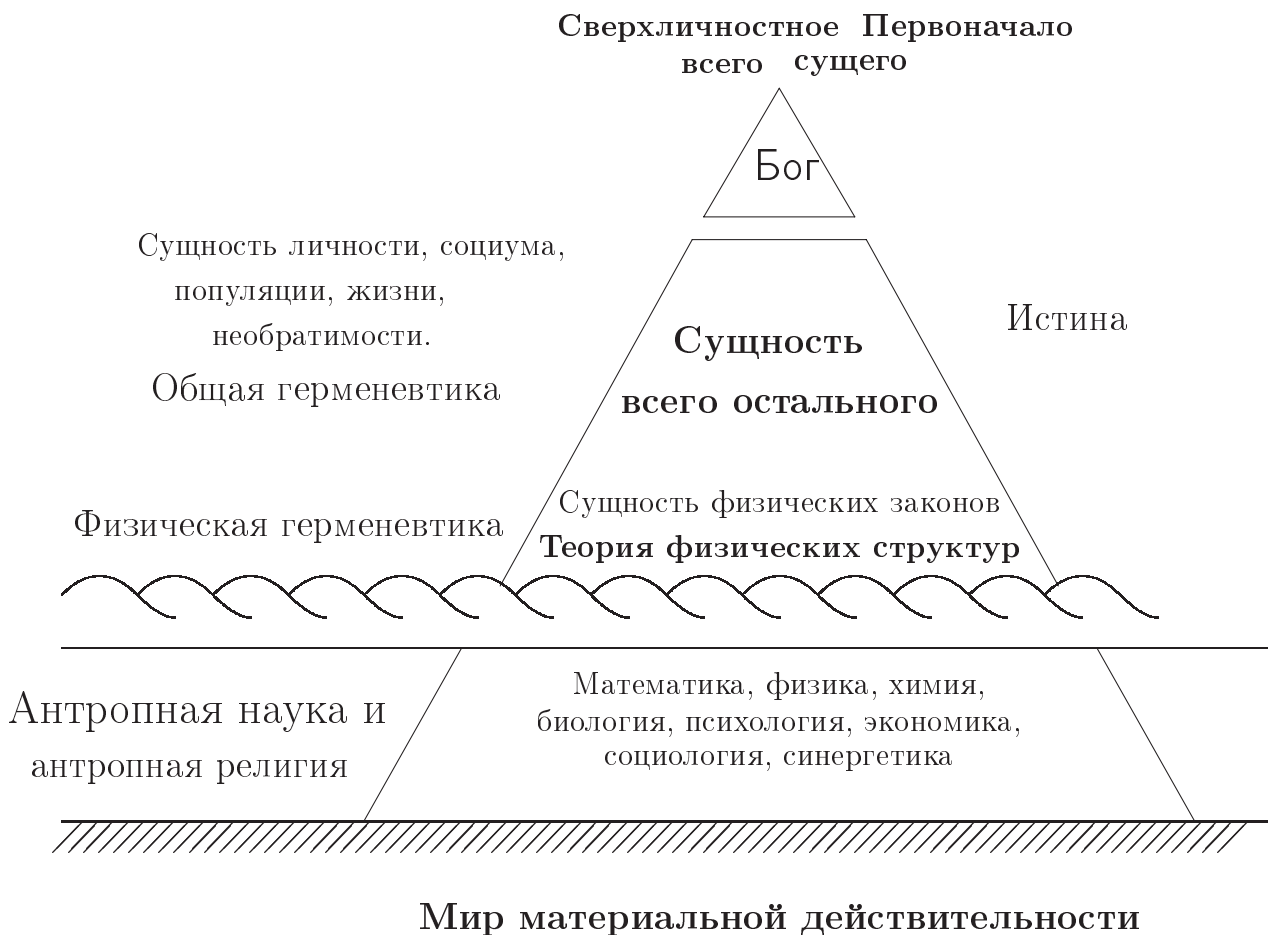 Сверхличностное Первоначало
всего сущего
Бог
Сущность личности, социума,
популяции, жизни,
необратимости.
Общая герменевтика
Истина
Сущность
всего остального
Сущность физических законов
Физическая герменевтика
Теория физических структур
Математика, физика, химия,
биология, психология, экономика,
социология, синергетика
Антропная наука и
антропная религия
Мир материальной действительности